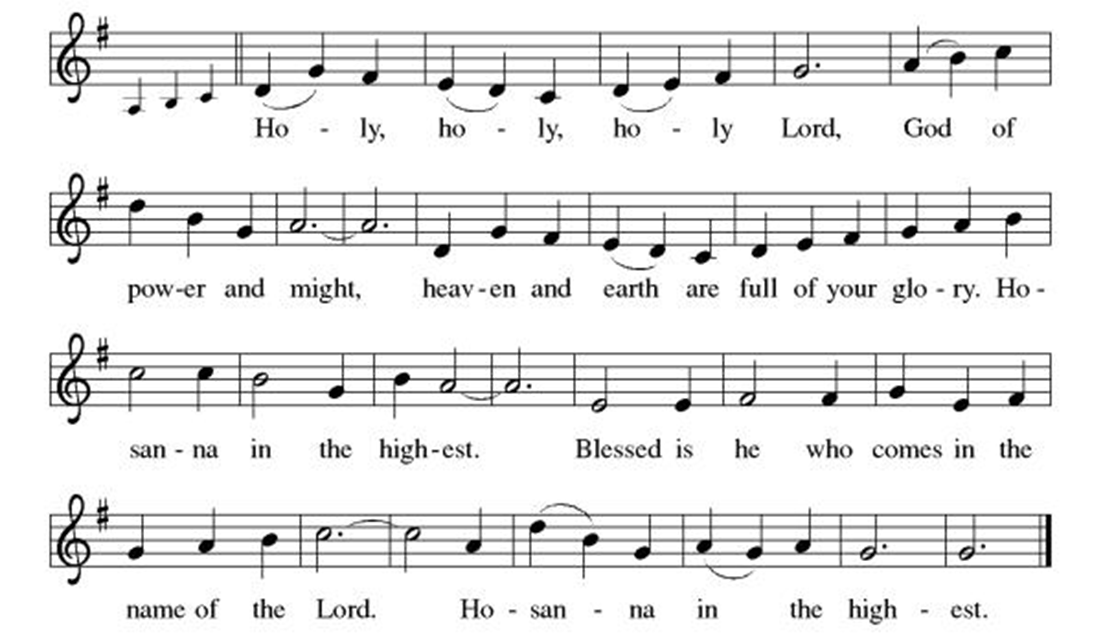 Ho - ly, ho - ly, ho - ly Lord, God of
pow-er and might, heav-en and earth are full of your glo - ry. Ho -
san - na in the high-est. Blessed is he who comes in the
name of the Lord. Ho - san - na in the high - est.